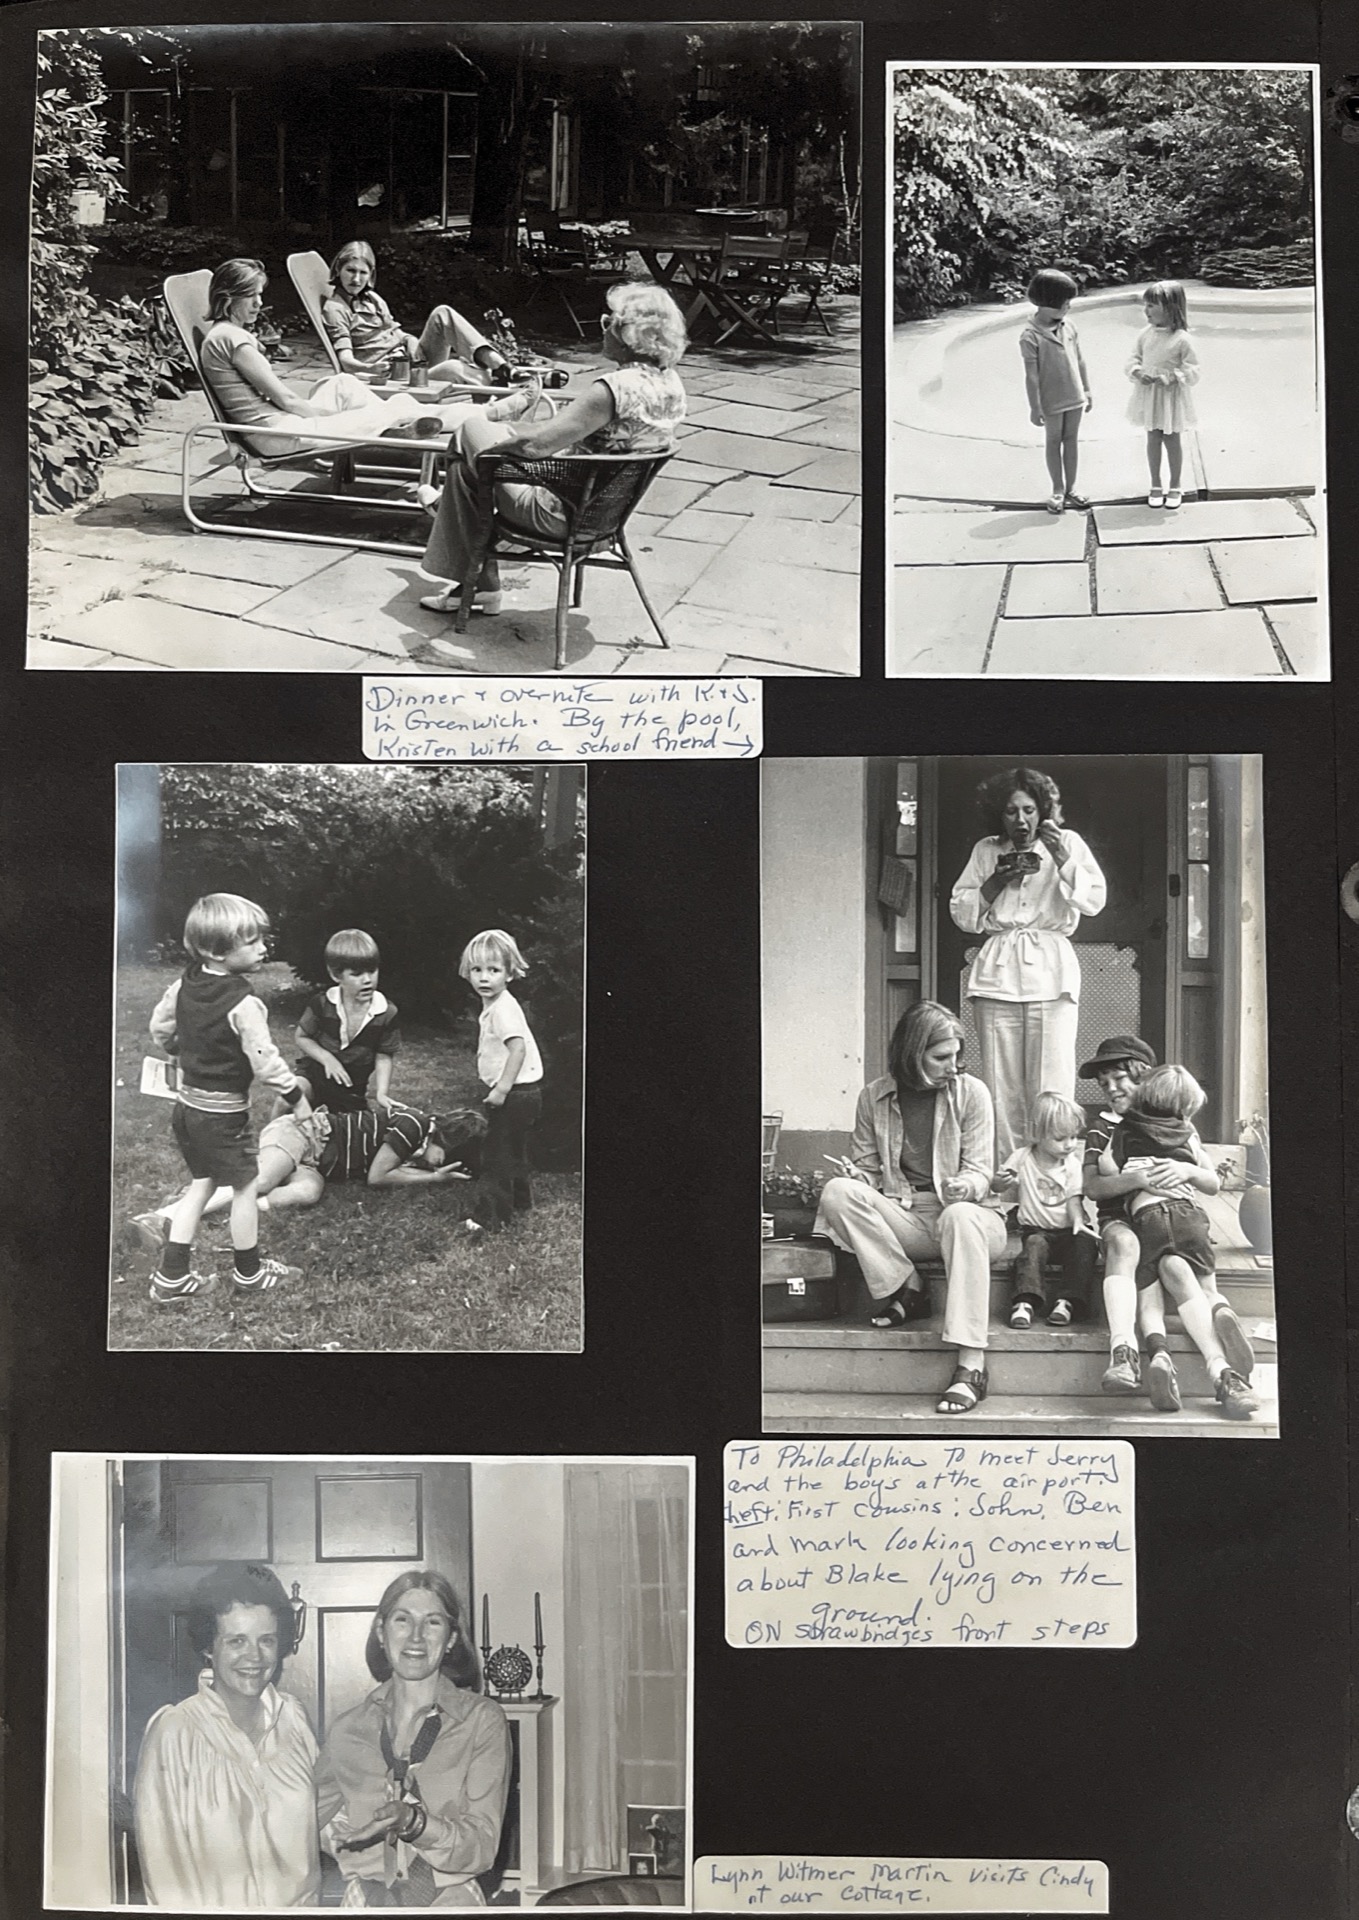 Dinner + overnite with K. + J.
in Greenwich. By the pool,
Kristen with a school friend →
To Philadelphia to meet Jerry
and the boys at the airport.
Left: First cousins: John, Ben
and Mark looking concerned
about Blake lying on the
ground.
ON Strawbridges front steps
Lynn Witmer Martin visits Cindy
at our cottage.